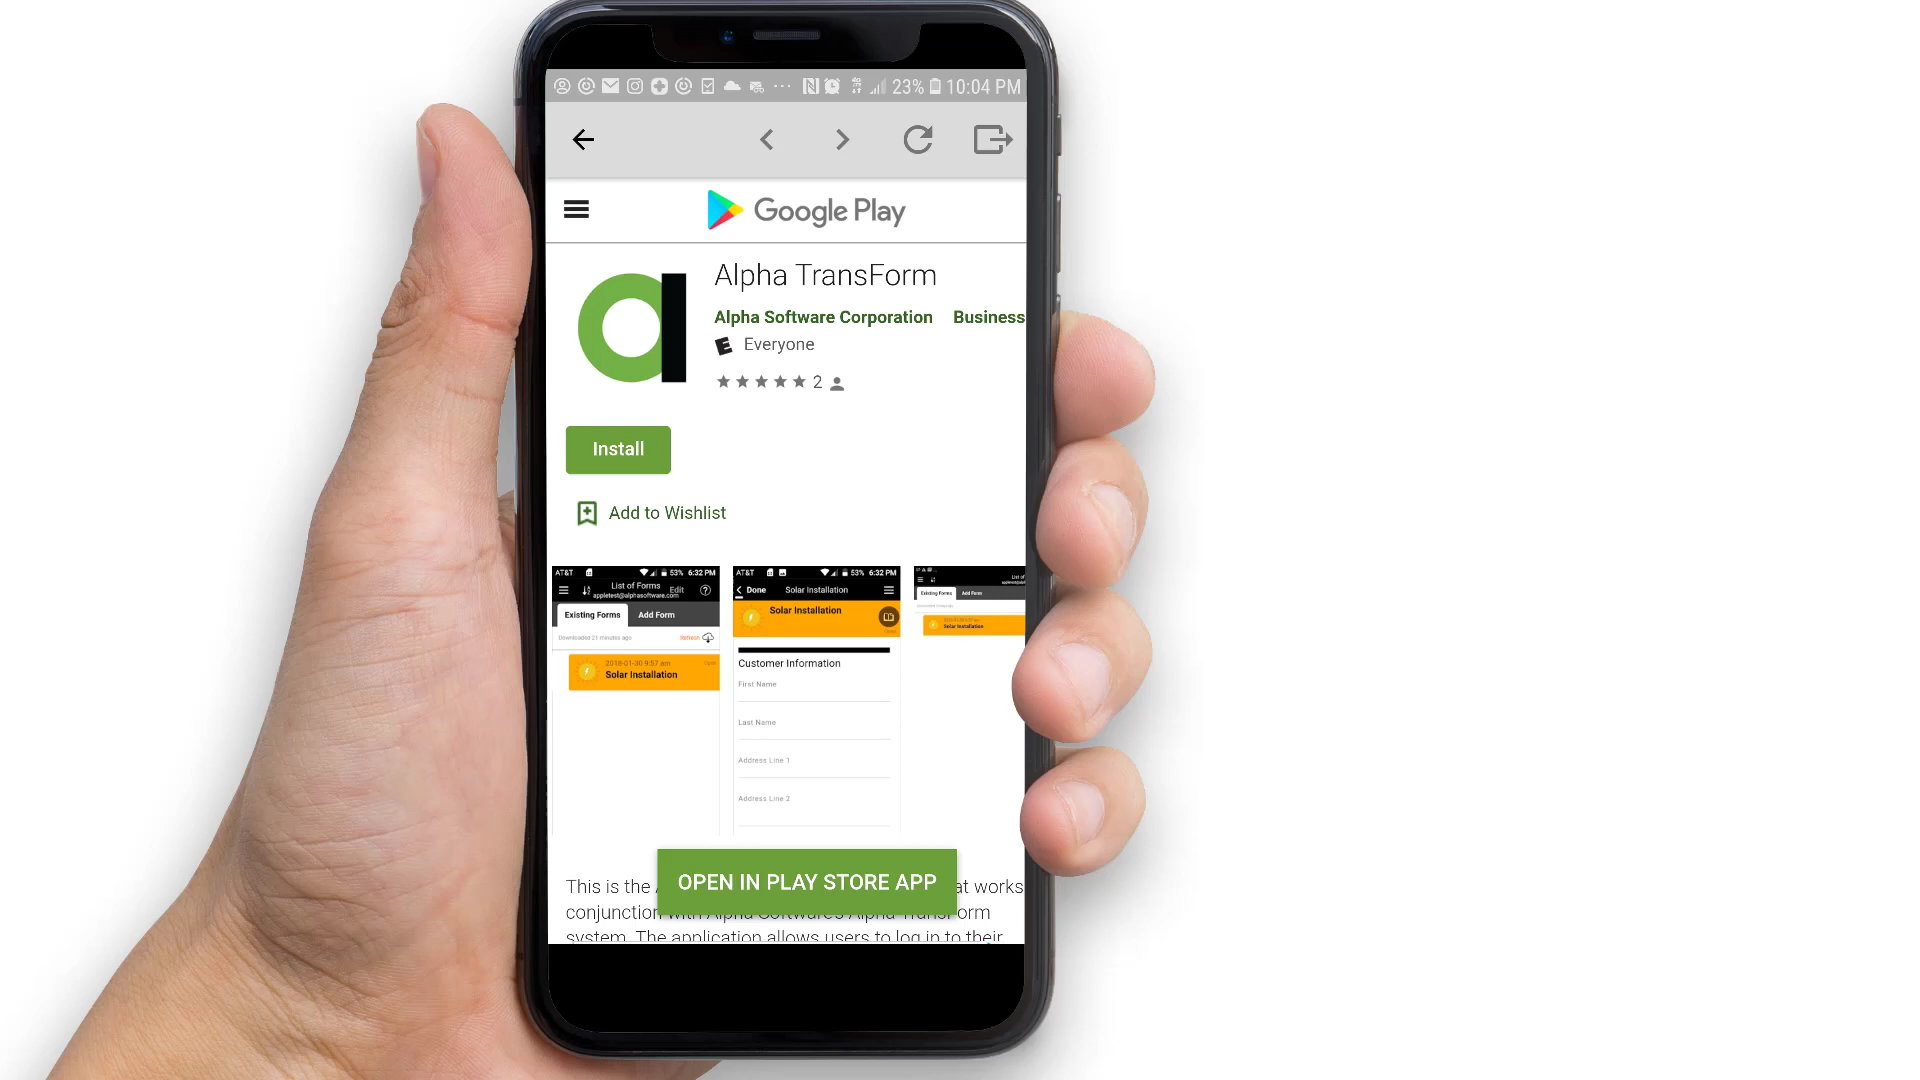 23% 10:04 PM
Google Play
Alpha TransForm
Alpha Software Corporation Business
Everyone
2
Install
Add to Wishlist
AT&T 53% 6:32 PM
List of Forms Edit
appletest@alphasoftware.com
Existing Forms Add Form
Downloaded 21 minutes ago Refresh
2018-01-30 9:57 am Open
Solar Installation
AT&T 53% 6:32 PM
Done Solar Installation
Solar Installation
Customer Information
First Name
Last Name
Address Line 1
Address Line 2
List of
Existing Forms Add Form
Solar Installation
OPEN IN PLAY STORE APP
This is the at works
conjunction with Alpha Software's Alpha TransForm
system. The application allows users to log in to their